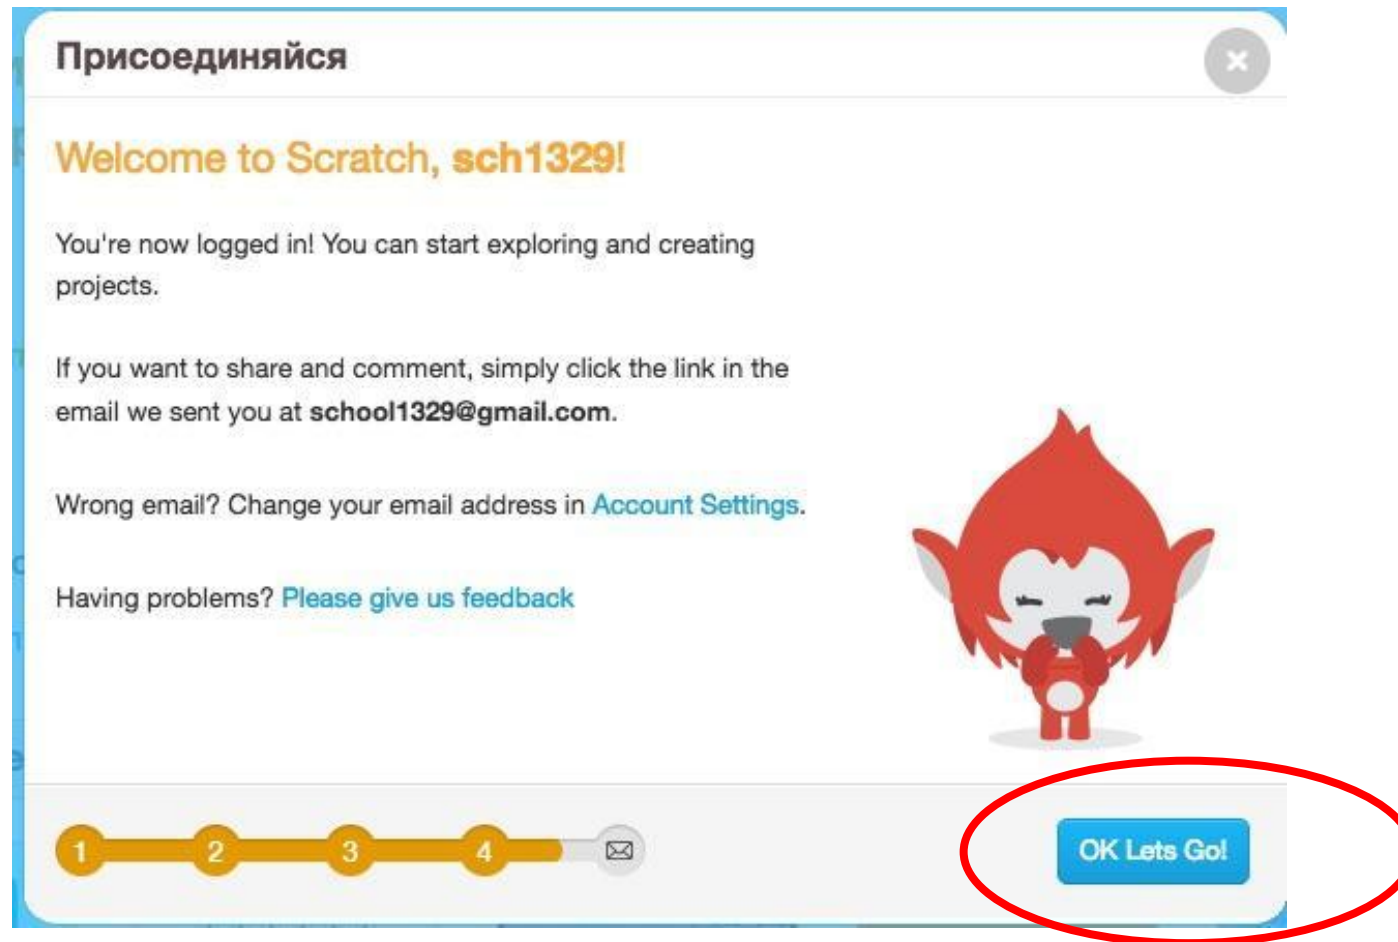 Присоединяйся
Welcome to Scratch, sch1329!
You're now logged in! You can start exploring and creating
projects.
If you want to share and comment, simply click the link in the
email we sent you at school1329@gmail.com.
Wrong email? Change your email address in Account Settings.
Having problems? Please give us feedback
1 2 3 4
OK Lets Go!